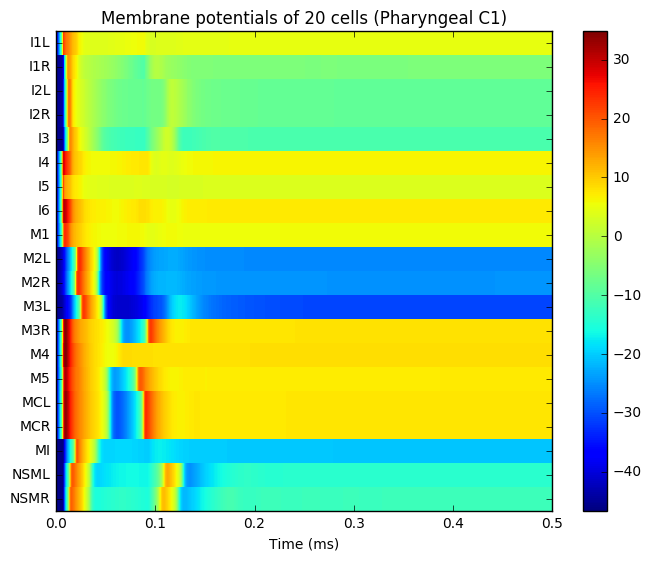 Membrane potentials of 20 cells (Pharyngeal C1)
I1L
I1R
I2L
I2R
I3
I4
I5
I6
M1
M2L
M2R
M3L
M3R
M4
M5
MCL
MCR
MI
NSML
NSMR
0.0 0.1 0.2 0.3 0.4 0.5
Time (ms)
30
20
10
0
−10
−20
−30
−40